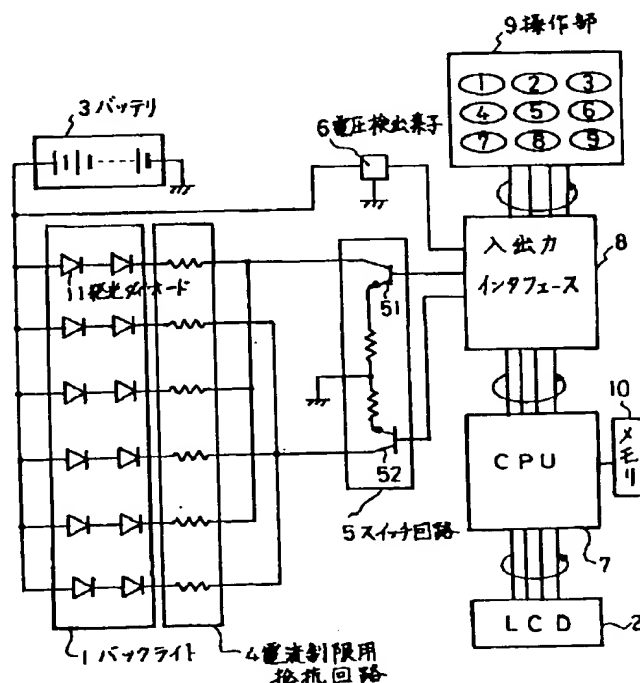 9 操作部
1 2 3
4 5 6
7 8 9
3 バッテリ
6 電圧検出素子
入出力
インタフェース
8
11 発光ダイオード
51
52
5 スイッチ回路
CPU
7
10
メモリ
LCD
2
1 バックライト
4 電流制限用
抵抗回路